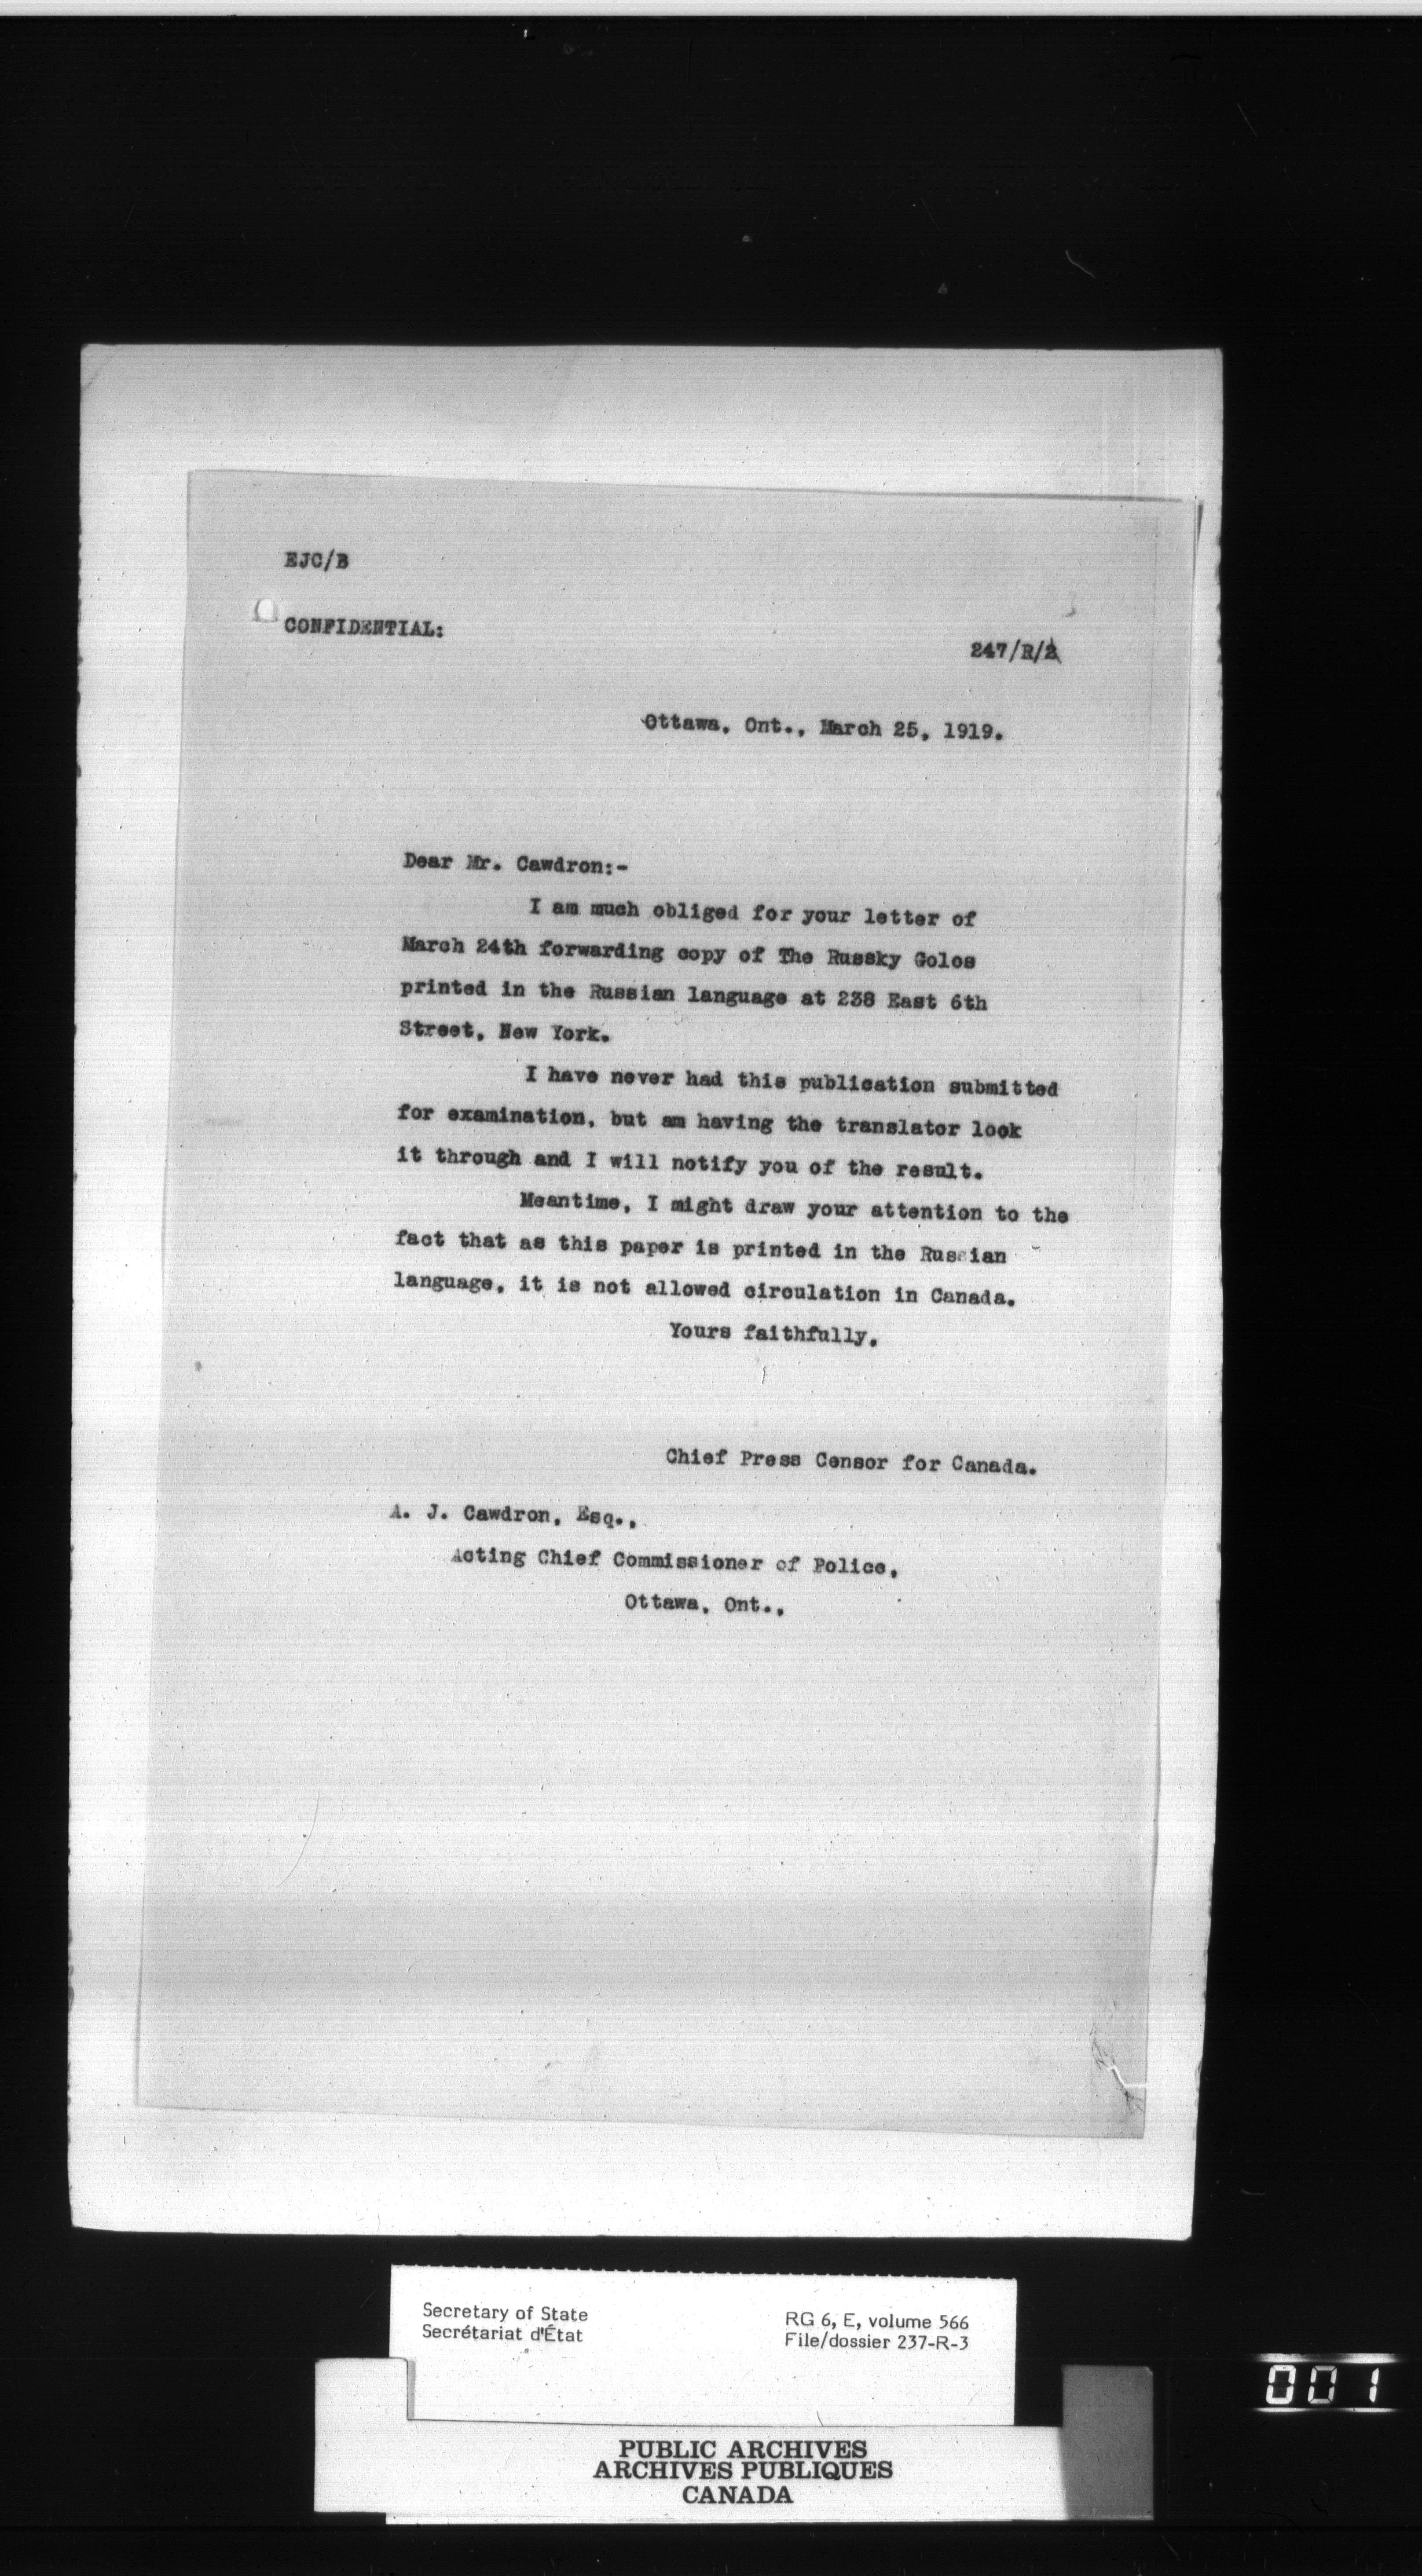 EJC/B
CONFIDENTIAL:
3
247/R/2
Ottawa, Ont., March 25, 1919.
Dear Mr. Cawdron:-
I am much obliged for your letter of
March 24th forwarding copy of The Russky Golos
printed in the Russian language at 238 East 6th
Street, New York.
I have never had this publication submitted
for examination, but am having the translator look
it through and I will notify you of the result.
Meantime, I might draw your attention to the
fact that as this paper is printed in the Russian
language, it is not allowed circulation in Canada.
Yours faithfully,
Chief Press Censor for Canada.
A. J. Cawdron, Esq.,
Acting Chief Commissioner of Police,
Ottawa, Ont.,
Secretary of State
Secrétariat d'État
RG 6, E, volume 566
File/dossier 237-R-3
001
PUBLIC ARCHIVES
ARCHIVES PUBLIQUES
CANADA